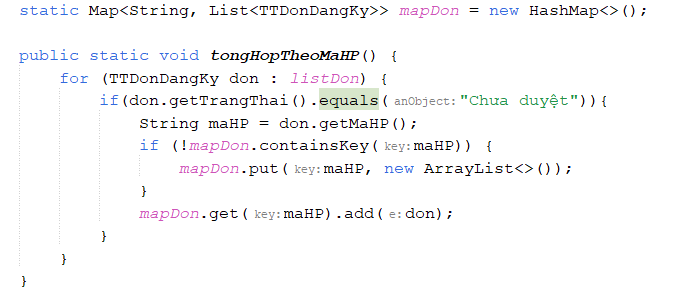 static Map<String, List<TTDonDangKy>> mapDon = new HashMap<>();
public static void tongHopTheoMaHP() {
for (TTDonDangKy don : listDon) {
if(don.getTrangThai().equals( anObject: "Chưa duyệt")){
String maHP = don.getMaHP();
if (!mapDon.containsKey( key: maHP)) {
mapDon.put( key: maHP, new ArrayList<>());
}
mapDon.get( key: maHP).add( e: don);
}
}
}